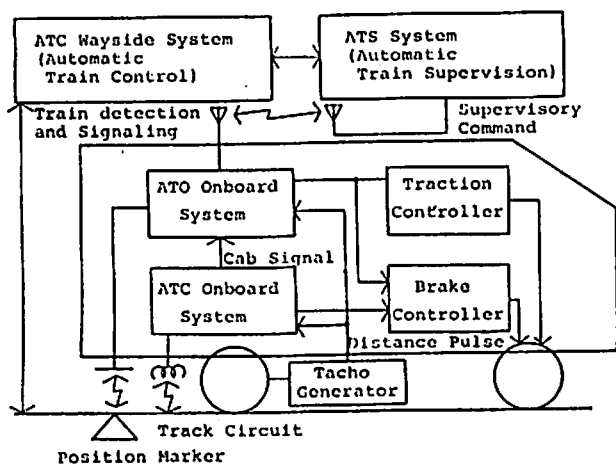 ATC Wayside System
(Automatic
Train Control)
ATS System
(Automatic
Train Supervision)
Train detection
and Signaling
Supervisory
Command
ATO Onboard
System
Traction
Controller
Cab Signal
ATC Onboard
System
Brake
Controller
Distance Pulse
Tacho
Generator
Track Circuit
Position Marker